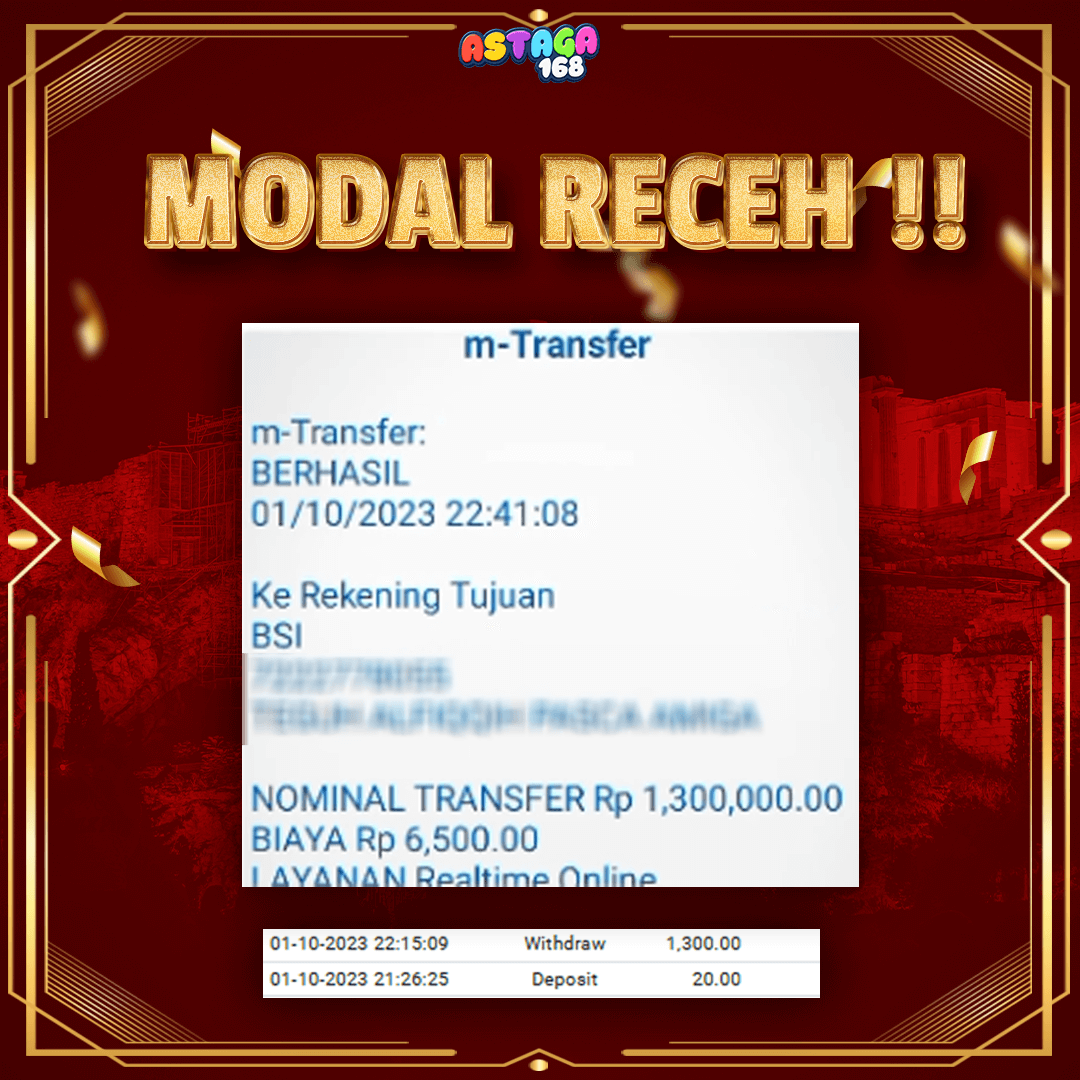 ASTAGA
168
MODAL RECEH !!
m-Transfer
m-Transfer:
BERHASIL
01/10/2023 22:41:08
Ke Rekening Tujuan
BSI
NOMINAL TRANSFER Rp 1,300,000.00
BIAYA Rp 6,500.00
LAYANAN Realtime Online
01-10-2023 22:15:09 Withdraw 1,300.00
01-10-2023 21:26:25 Deposit 20.00